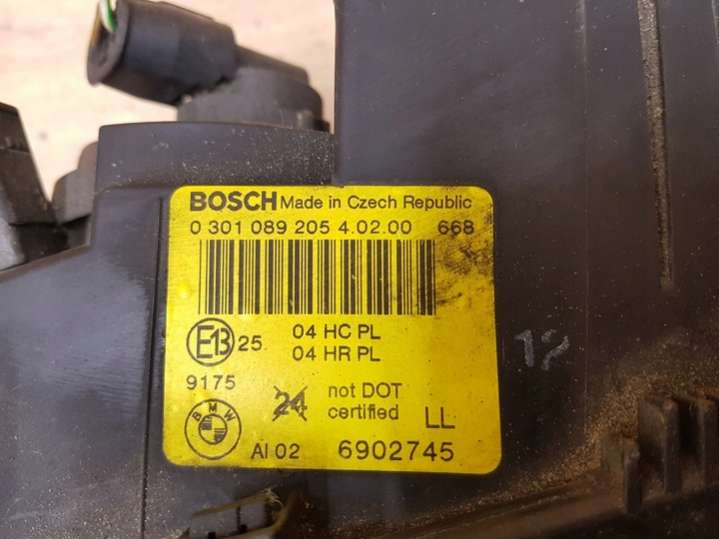 BOSCH Made in Czech Republic
0 301 089 205 4.02.00 668
E13 25 04 HC PL
04 HR PL
9175 24 not DOT
certified LL
BMW AI 02 6902745
12